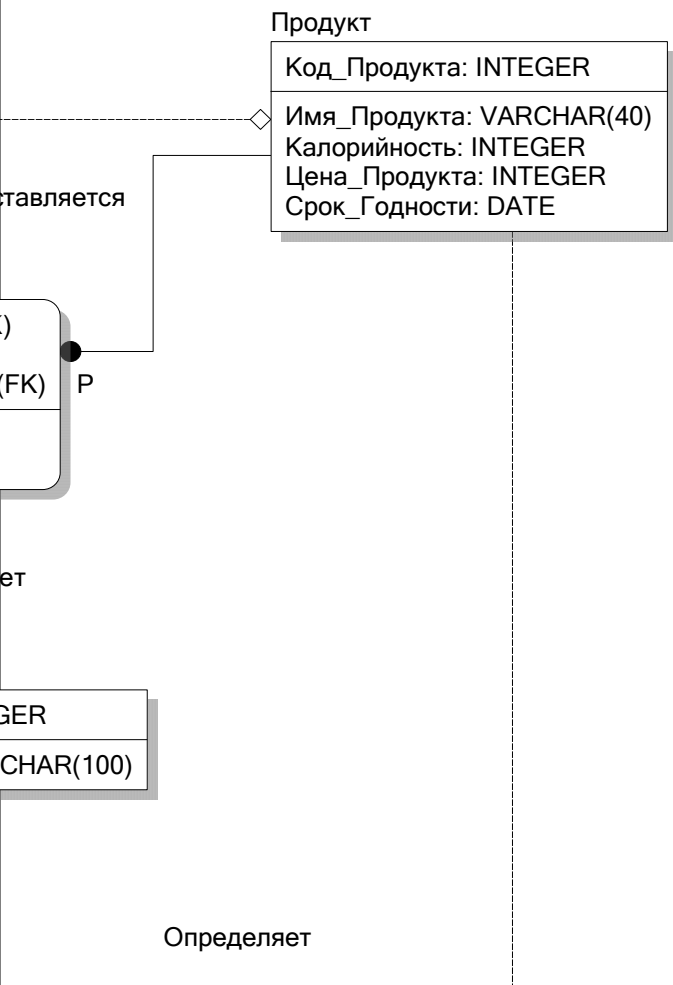 Продукт
Код_Продукта: INTEGER
Имя_Продукта: VARCHAR(40)
Калорийность: INTEGER
Цена_Продукта: INTEGER
Срок_Годности: DATE
ставляется
)
(FK)
P
ет
GER
CHAR(100)
Определяет